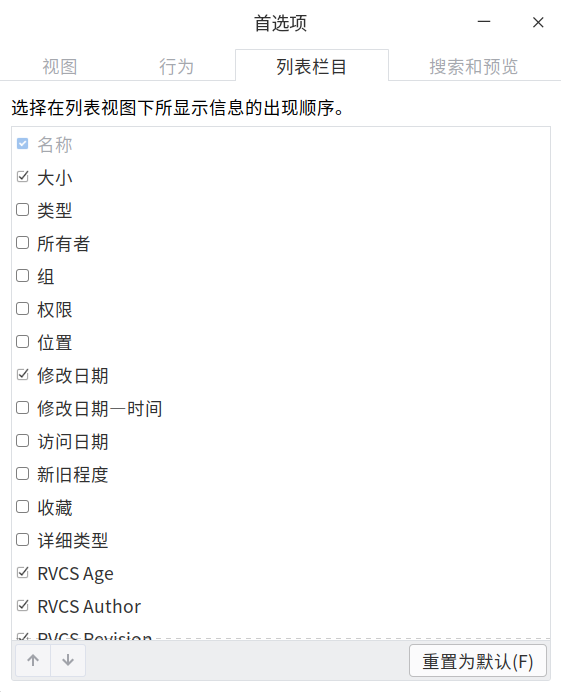 首选项
视图 行为 列表栏目 搜索和预览
选择在列表视图下所显示信息的出现顺序。
名称
大小
类型
所有者
组
权限
位置
修改日期
修改日期—时间
访问日期
新旧程度
收藏
详细类型
RVCS Age
RVCS Author
RVCS Revision
重置为默认(F)